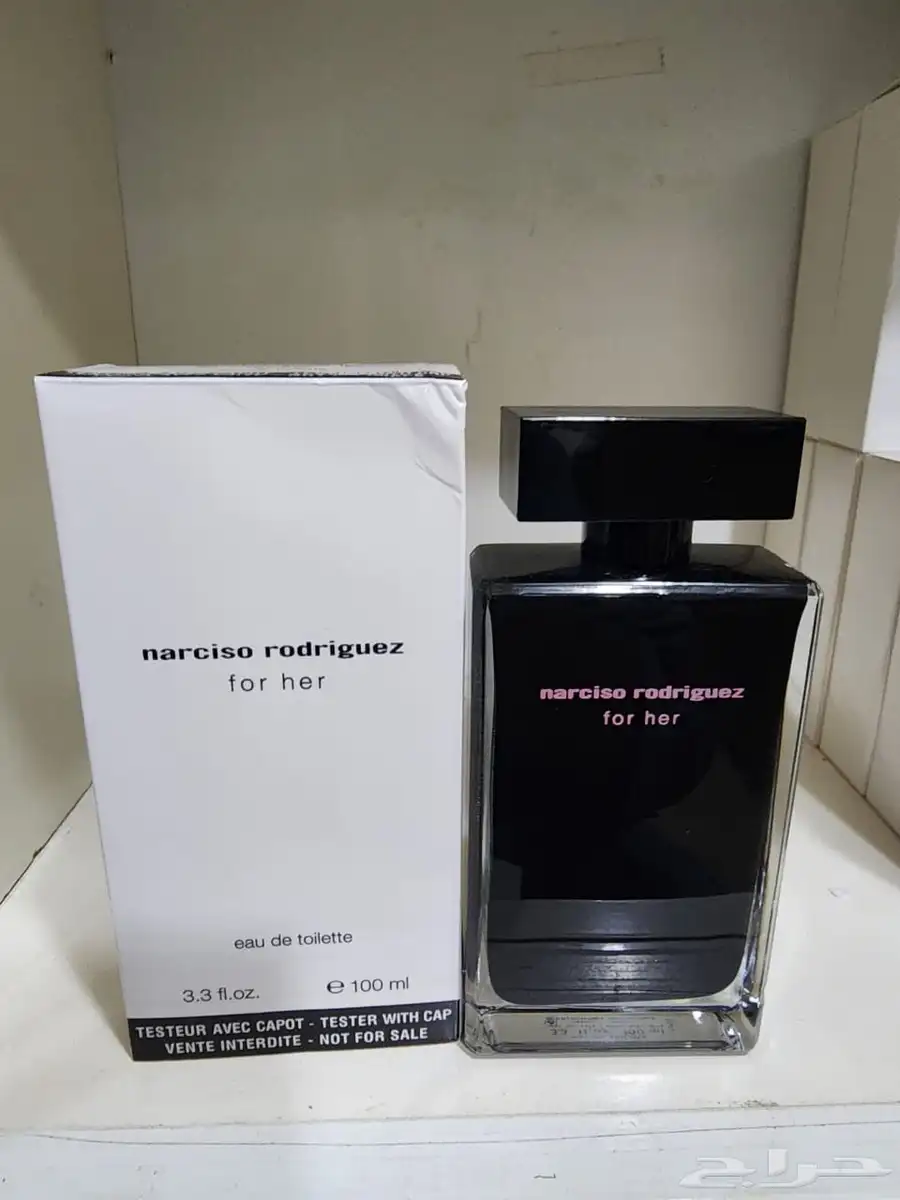 narciso rodriguez
for her
eau de toilette
3.3 fl.oz.
e 100 ml
TESTEUR AVEC CAPOT - TESTER WITH CAP
VENTE INTERDITE - NOT FOR SALE
narciso rodriguez
for her
حراج